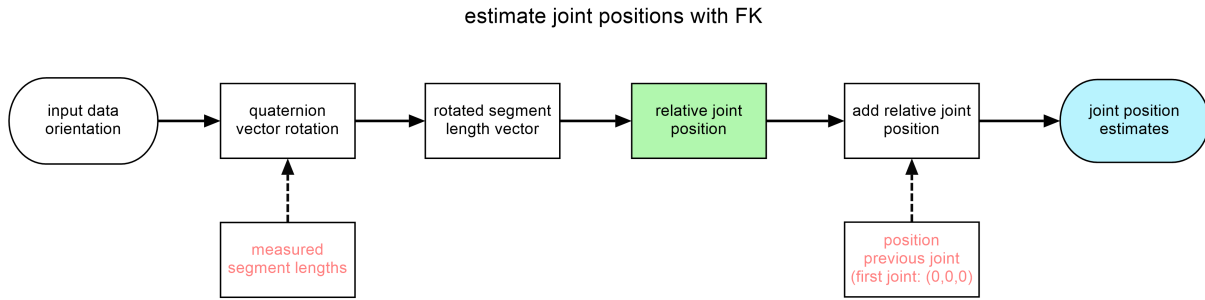 estimate joint positions with FK
input data
orientation
quaternion
vector rotation
rotated segment
length vector
relative joint
position
add relative joint
position
joint position
estimates
measured
segment lengths
position
previous joint
(first joint: (0,0,0)